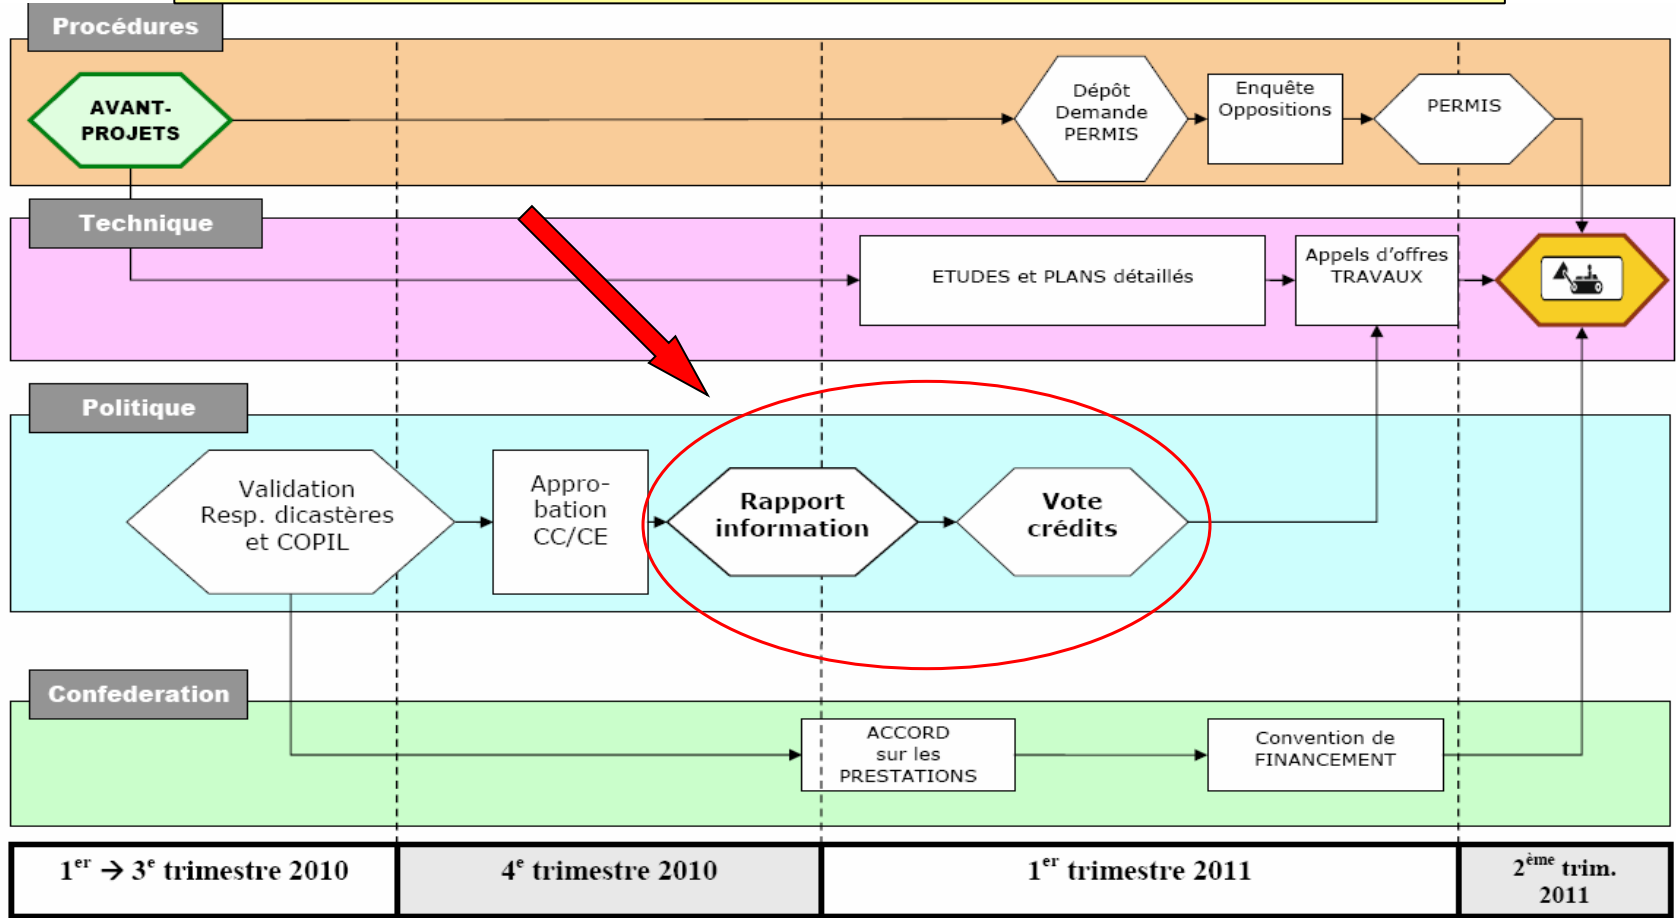 Procédures
AVANT-
PROJETS
Dépôt
Demande
PERMIS
Enquête
Oppositions
PERMIS
Technique
ETUDES et PLANS détaillés
Appels d'offres
TRAVAUX
Politique
Validation
Resp. dicastères
et COPIL
Appro-
bation
CC/CE
Rapport
information
Vote
crédits
Confederation
ACCORD
sur les
PRESTATIONS
Convention de
FINANCEMENT
1er → 3e trimestre 2010
4e trimestre 2010
1er trimestre 2011
2ème trim.
2011